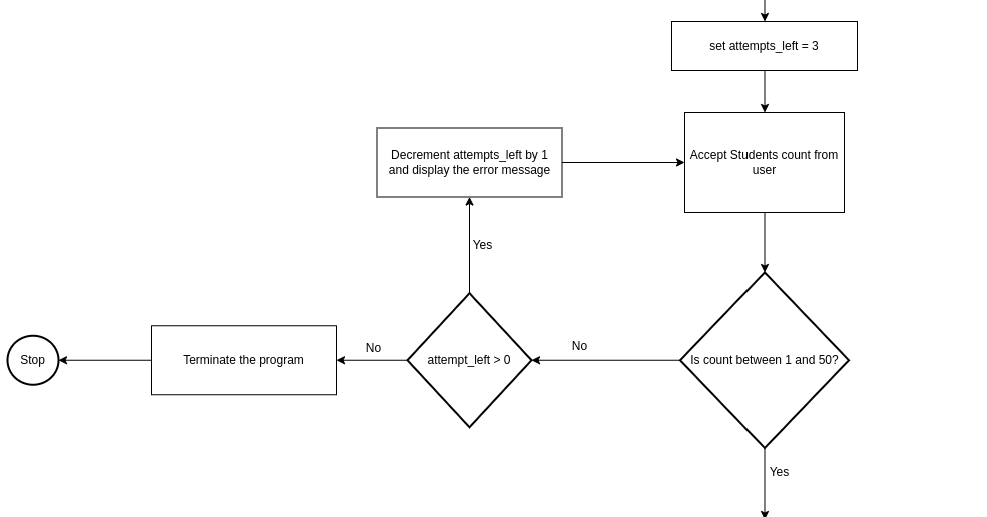 set attempts_left = 3
Accept Students count from
user
Decrement attempts_left by 1
and display the error message
Yes
Is count between 1 and 50?
No
attempt_left > 0
No
Terminate the program
Stop
Yes